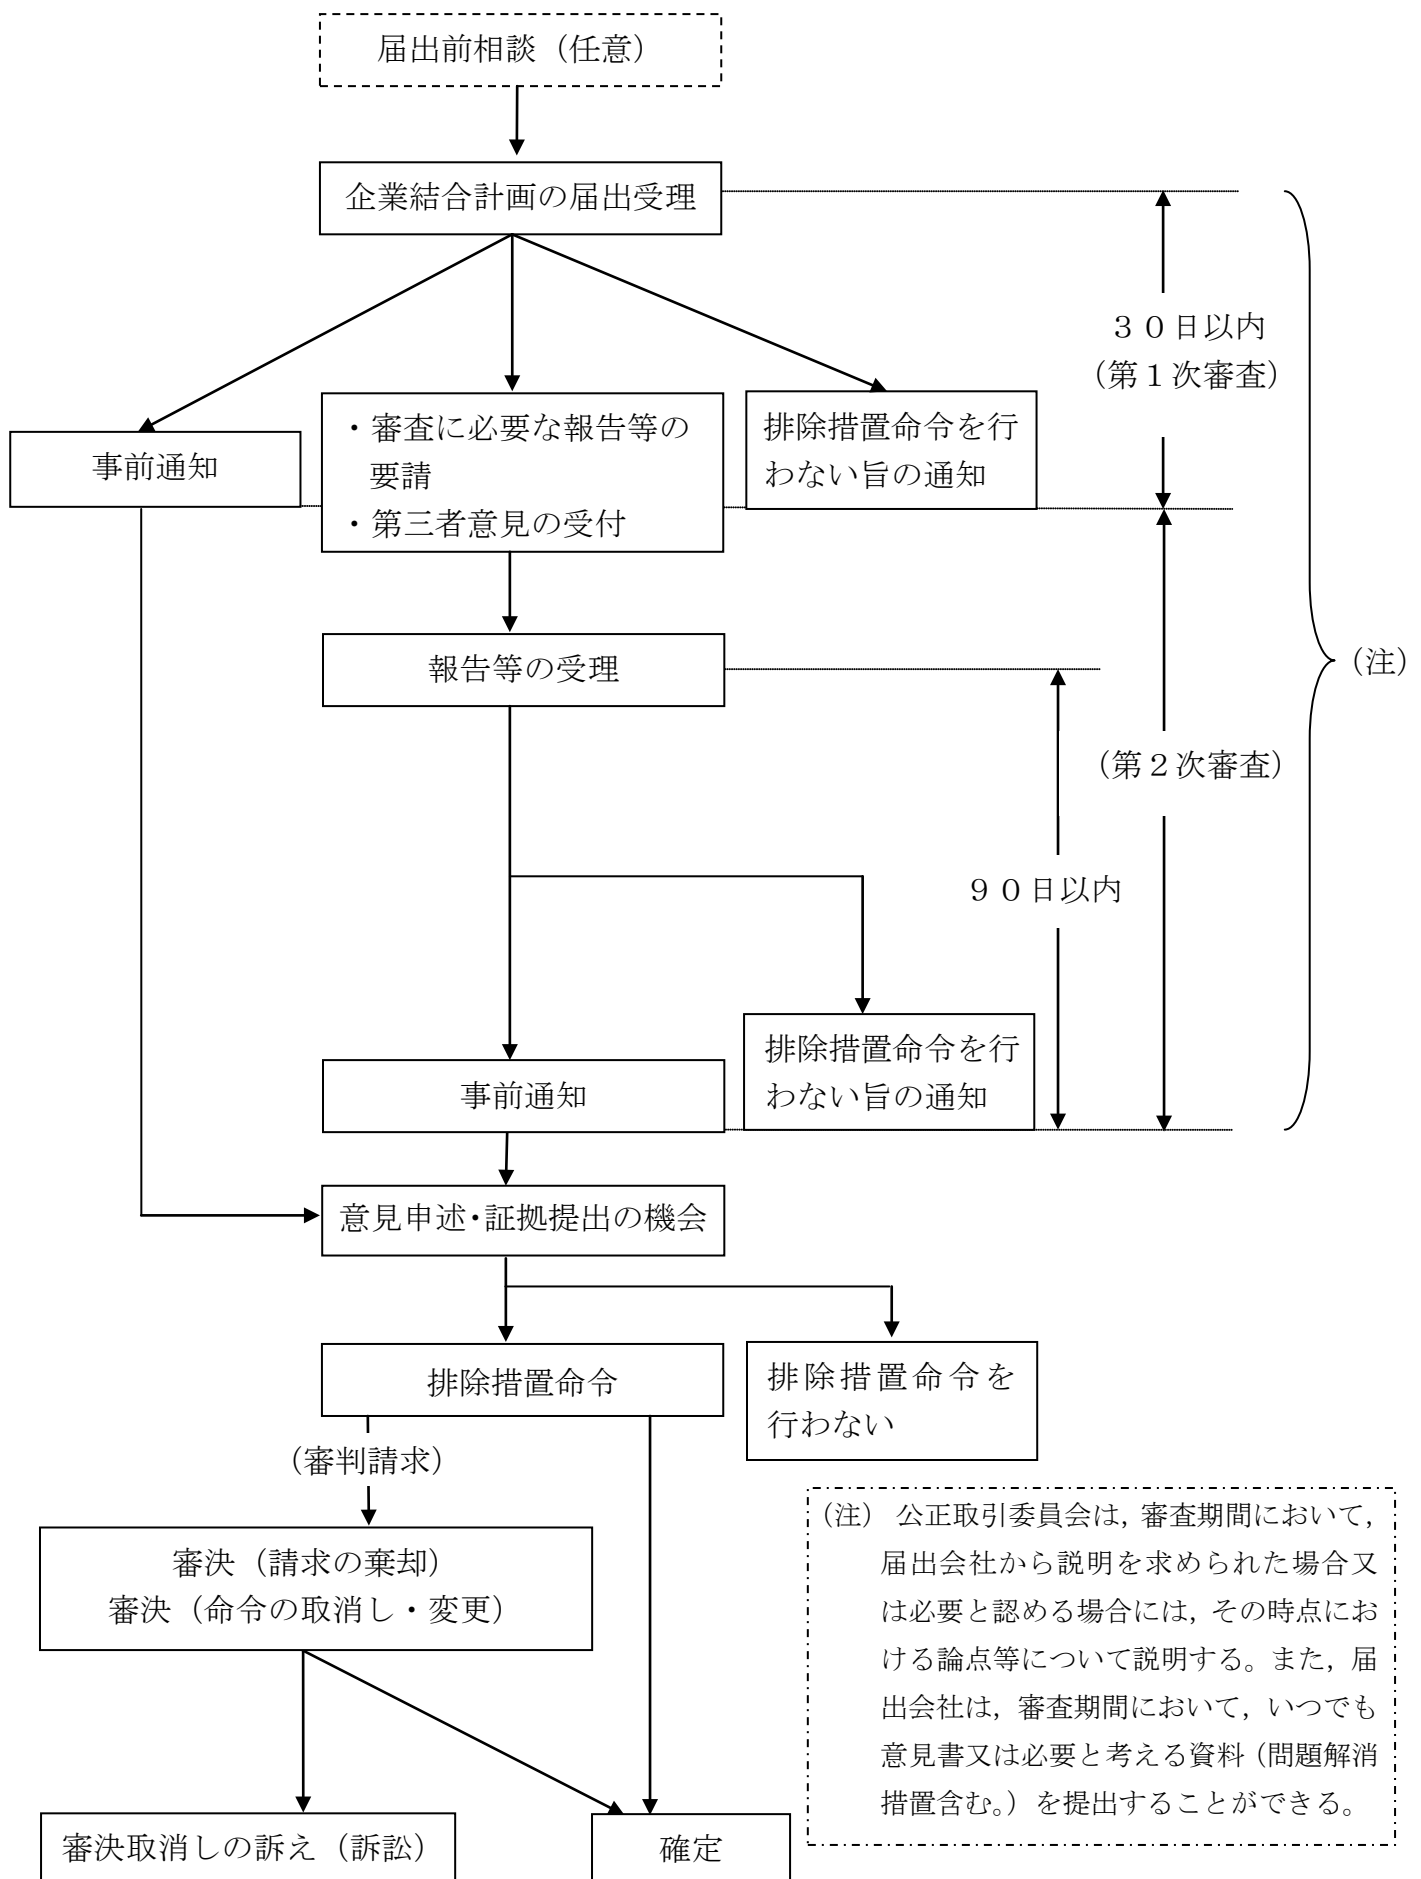 届出前相談（任意）
企業結合計画の届出受理
３０日以内
（第１次審査）
事前通知
・審査に必要な報告等の
要請
・第三者意見の受付
排除措置命令を行
わない旨の通知
報告等の受理
（注）
（第２次審査）
９０日以内
排除措置命令を行
わない旨の通知
事前通知
意見申述・証拠提出の機会
排除措置命令
排除措置命令を
行わない
（審判請求）
審決（請求の棄却）
審決（命令の取消し・変更）
（注） 公正取引委員会は，審査期間において，
届出会社から説明を求められた場合又
は必要と認める場合には，その時点にお
ける論点等について説明する。また，届
出会社は，審査期間において，いつでも
意見書又は必要と考える資料（問題解消
措置含む。）を提出することができる。
審決取消しの訴え（訴訟）
確定